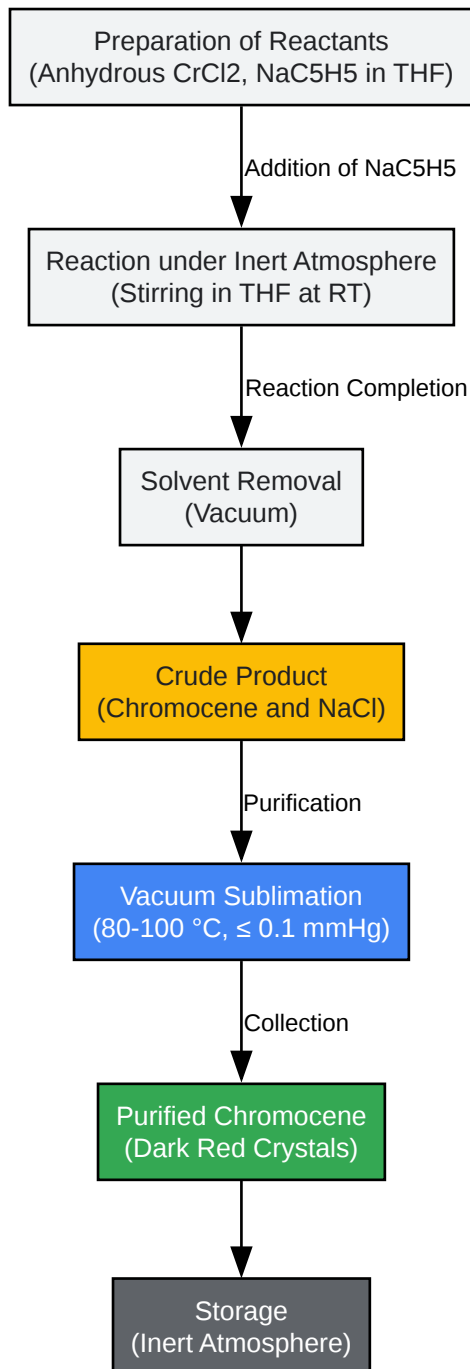 Preparation of Reactants
(Anhydrous CrCl2, NaC5H5 in THF)
Addition of NaC5H5
Reaction under Inert Atmosphere
(Stirring in THF at RT)
Reaction Completion
Solvent Removal
(Vacuum)
Crude Product
(Chromocene and NaCl)
Purification
Vacuum Sublimation
(80-100 °C, ≤ 0.1 mmHg)
Collection
Purified Chromocene
(Dark Red Crystals)
Storage
(Inert Atmosphere)